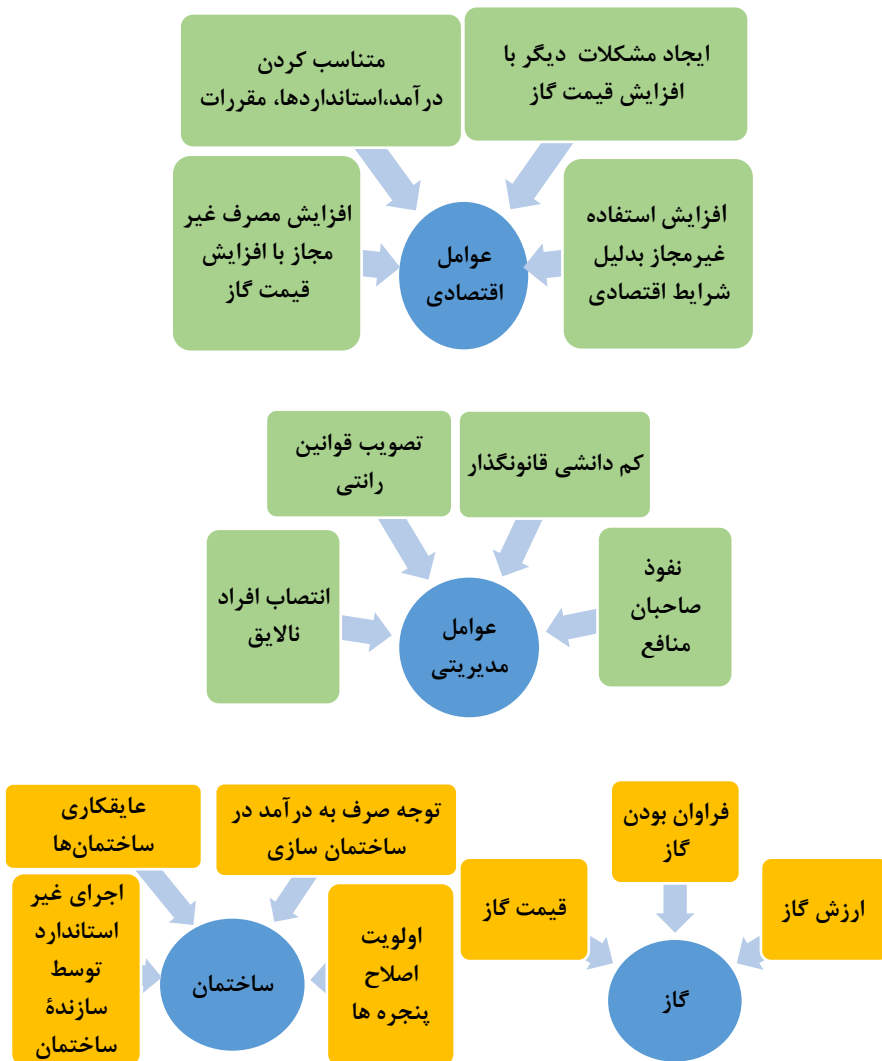 متناسب کردن
درآمد،استانداردها، مقررات
ایجاد مشکلات دیگر با
افزایش قیمت گاز
افزایش مصرف غیر
مجاز با افزایش
قیمت گاز
عوامل
اقتصادی
افزایش استفاده
غیرمجاز بدلیل
شرایط اقتصادی
تصویب قوانین
رانتی
کم دانشی قانونگذار
انتصاب افراد
نالایق
عوامل
مدیریتی
نفوذ
صاحبان
منافع
عایقکاری
ساختمان‌ها
توجه صرف به درآمد در
ساختمان سازی
اجرای غیر
استاندارد
توسط
سازندۀ
ساختمان
ساختمان
اولویت
اصلاح
پنجره ها
فراوان بودن
گاز
قیمت گاز
ارزش گاز
گاز